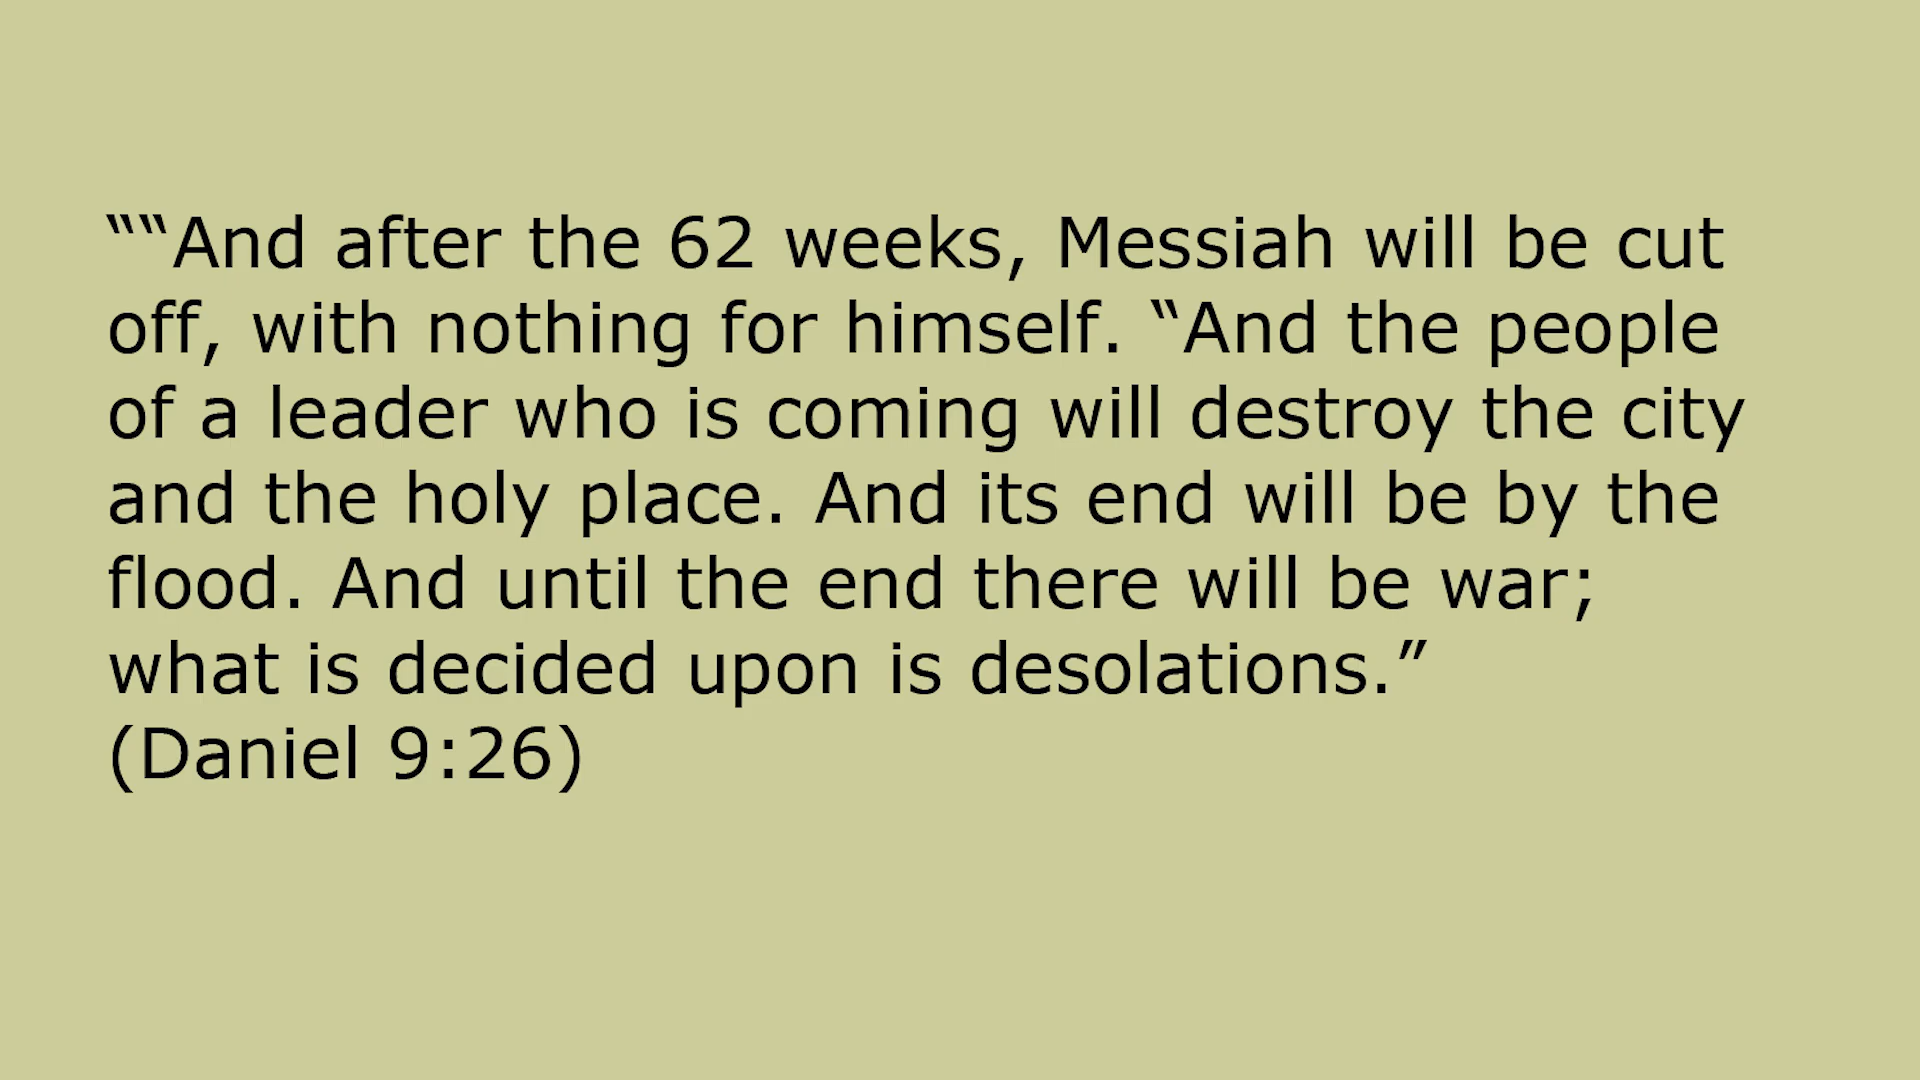 ““And after the 62 weeks, Messiah will be cut
off, with nothing for himself. “And the people
of a leader who is coming will destroy the city
and the holy place. And its end will be by the
flood. And until the end there will be war;
what is decided upon is desolations.”
(Daniel 9:26)